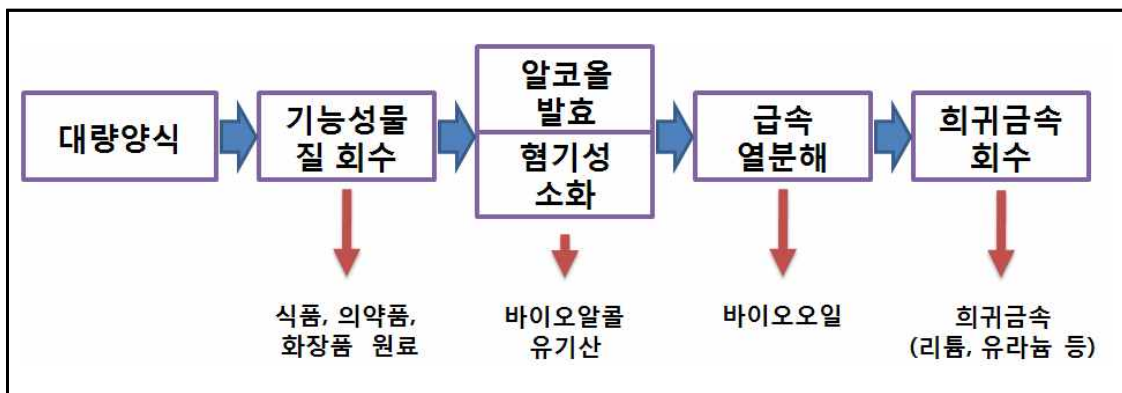 대량양식
기능성물
질 회수
알코올
발효
혐기성
소화
급속
열분해
희귀금속
회수
식품, 의약품,
화장품 원료
바이오알콜
유기산
바이오오일
희귀금속
(리튬, 유라늄 등)